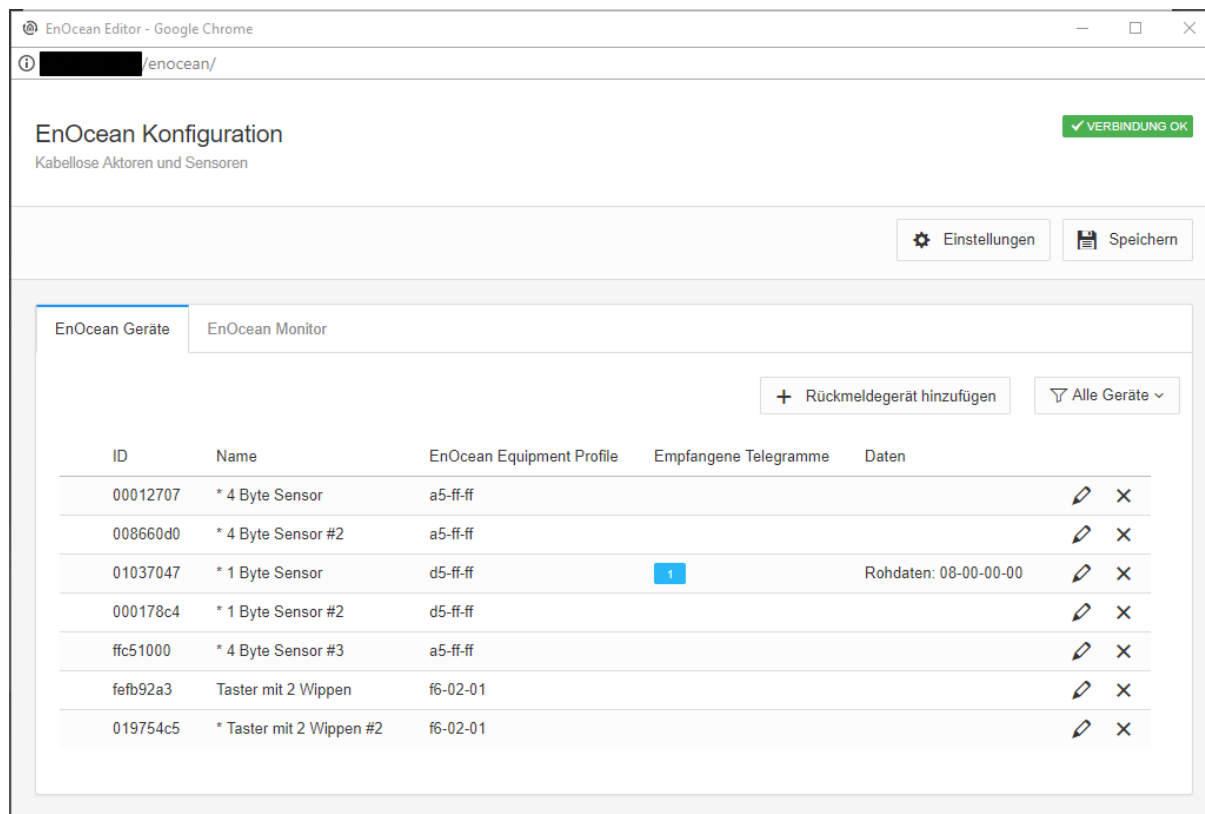 EnOcean Editor - Google Chrome
/enocean/
EnOcean Konfiguration
Kabellose Aktoren und Sensoren
VERBINDUNG OK
Einstellungen
Speichern
EnOcean Geräte
EnOcean Monitor
Rückmeldegerät hinzufügen
Alle Geräte
ID Name EnOcean Equipment Profile Empfangene Telegramme Daten
00012707 * 4 Byte Sensor a5-ff-ff
008660d0 * 4 Byte Sensor #2 a5-ff-ff
01037047 * 1 Byte Sensor d5-ff-ff 1 Rohdaten: 08-00-00-00
000178c4 * 1 Byte Sensor #2 d5-ff-ff
ffc51000 * 4 Byte Sensor #3 a5-ff-ff
fefb92a3 Taster mit 2 Wippen f6-02-01
019754c5 * Taster mit 2 Wippen #2 f6-02-01